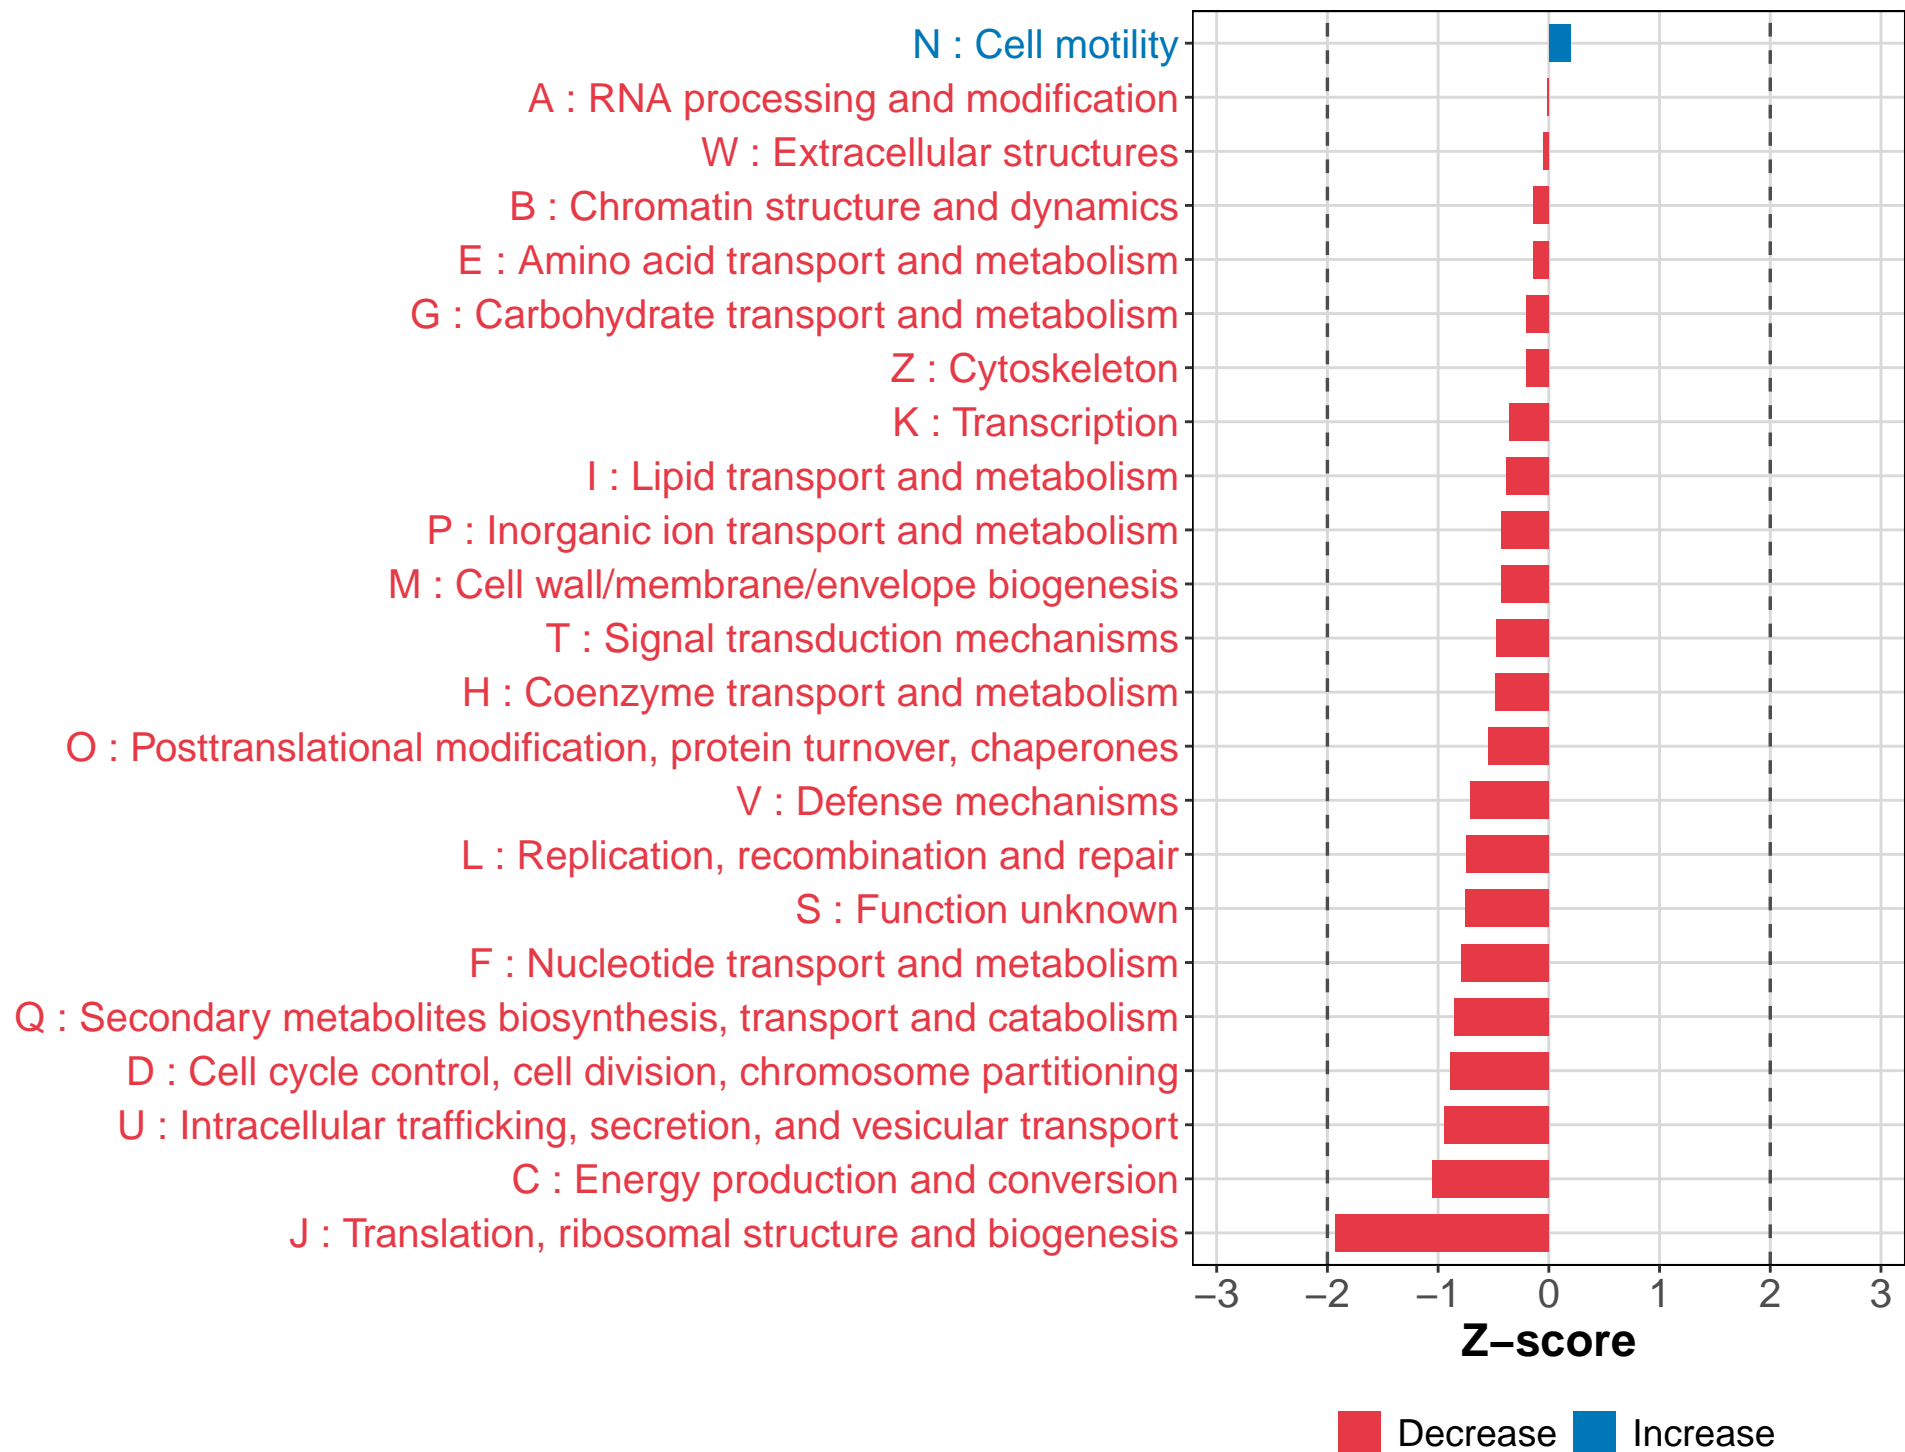 N : Cell motility
A : RNA processing and modification
W : Extracellular structures
B : Chromatin structure and dynamics
E : Amino acid transport and metabolism
G : Carbohydrate transport and metabolism
Z : Cytoskeleton
K : Transcription
I : Lipid transport and metabolism
P : Inorganic ion transport and metabolism
M : Cell wall/membrane/envelope biogenesis
T : Signal transduction mechanisms
H : Coenzyme transport and metabolism
O : Posttranslational modification, protein turnover, chaperones
V : Defense mechanisms
L : Replication, recombination and repair
S : Function unknown
F : Nucleotide transport and metabolism
Q : Secondary metabolites biosynthesis, transport and catabolism
D : Cell cycle control, cell division, chromosome partitioning
U : Intracellular trafficking, secretion, and vesicular transport
C : Energy production and conversion
J : Translation, ribosomal structure and biogenesis
−3 −2 −1 0 1 2 3
Z−score
Decrease Increase